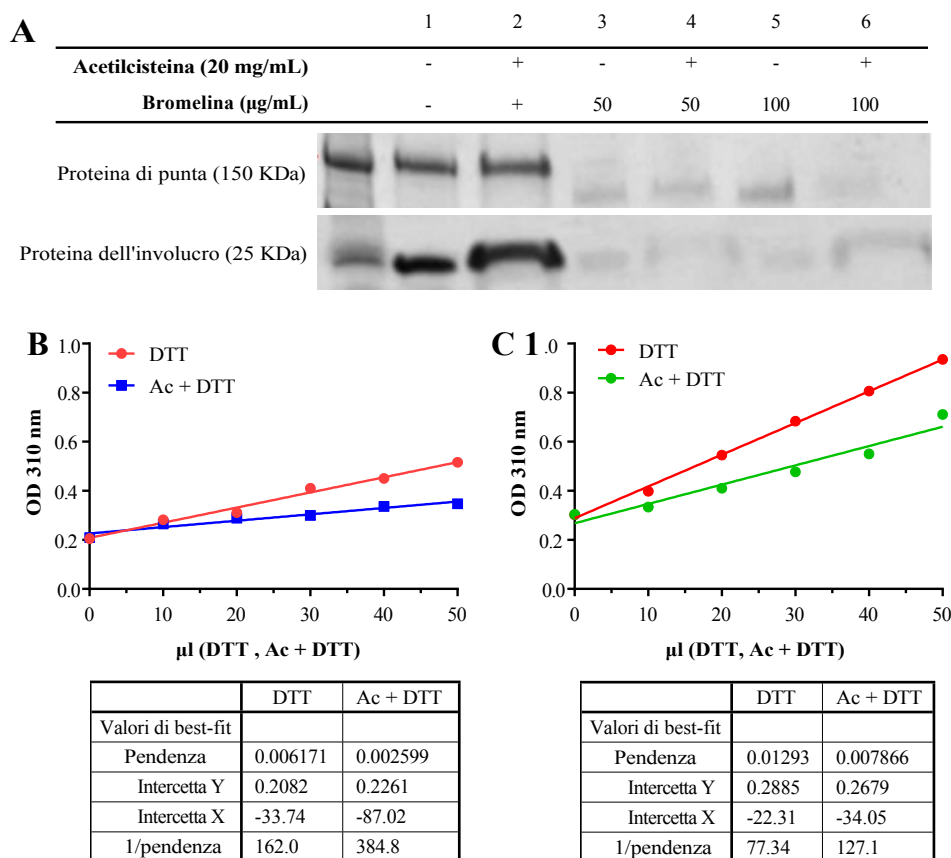 A
1 2 3 4 5 6
Acetilcisteina (20 mg/mL) - + - + - +
Bromelina (µg/mL) - + 50 50 100 100
Proteina di punta (150 KDa)
Proteina dell'involucro (25 KDa)
B
1.0
0.8
0.6
0.4
0.2
0.0
OD 310 nm
DTT
Ac + DTT
0 10 20 30 40 50
µl (DTT , Ac + DTT)
DTT Ac + DTT
Valori di best-fit
Pendenza 0.006171 0.002599
Intercetta Y 0.2082 0.2261
Intercetta X -33.74 -87.02
1/pendenza 162.0 384.8
C 1.0
0.8
0.6
0.4
0.2
0.0
OD 310 nm
DTT
Ac + DTT
0 10 20 30 40 50
µl (DTT, Ac + DTT)
DTT Ac + DTT
Valori di best-fit
Pendenza 0.01293 0.007866
Intercetta Y 0.2885 0.2679
Intercetta X -22.31 -34.05
1/pendenza 77.34 127.1